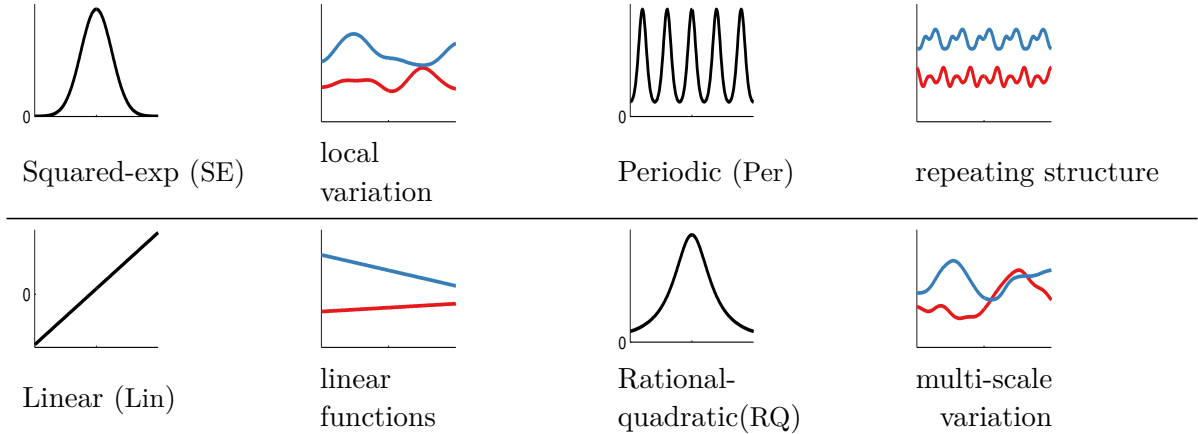 0
0
Squared-exp (SE)
local
variation
Periodic (Per)
repeating structure
0
0
Linear (Lin)
linear
functions
Rational-
quadratic(RQ)
multi-scale
variation